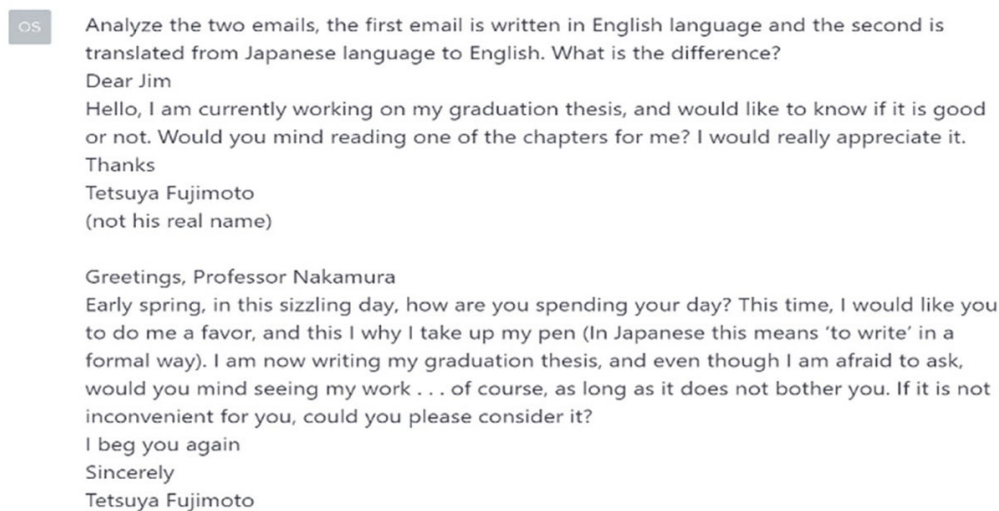 OS
Analyze the two emails, the first email is written in English language and the second is
translated from Japanese language to English. What is the difference?
Dear Jim
Hello, I am currently working on my graduation thesis, and would like to know if it is good
or not. Would you mind reading one of the chapters for me? I would really appreciate it.
Thanks
Tetsuya Fujimoto
(not his real name)
Greetings, Professor Nakamura
Early spring, in this sizzling day, how are you spending your day? This time, I would like you
to do me a favor, and this I why I take up my pen (In Japanese this means ‘to write’ in a
formal way). I am now writing my graduation thesis, and even though I am afraid to ask,
would you mind seeing my work . . . of course, as long as it does not bother you. If it is not
inconvenient for you, could you please consider it?
I beg you again
Sincerely
Tetsuya Fujimoto